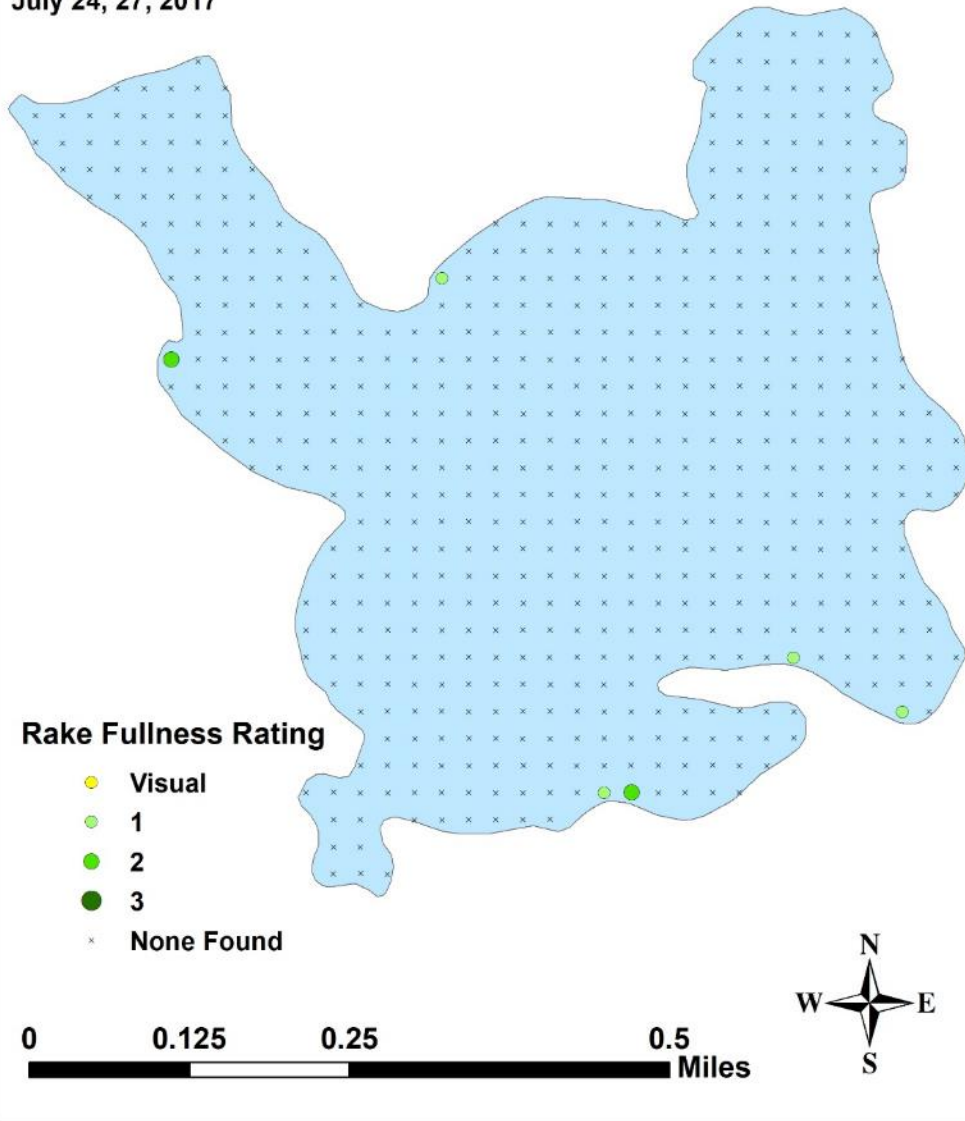 July 24, 27, 2017
Rake Fullness Rating
Visual
1
2
3
None Found
N
W E
S
0 0.125 0.25 0.5
Miles